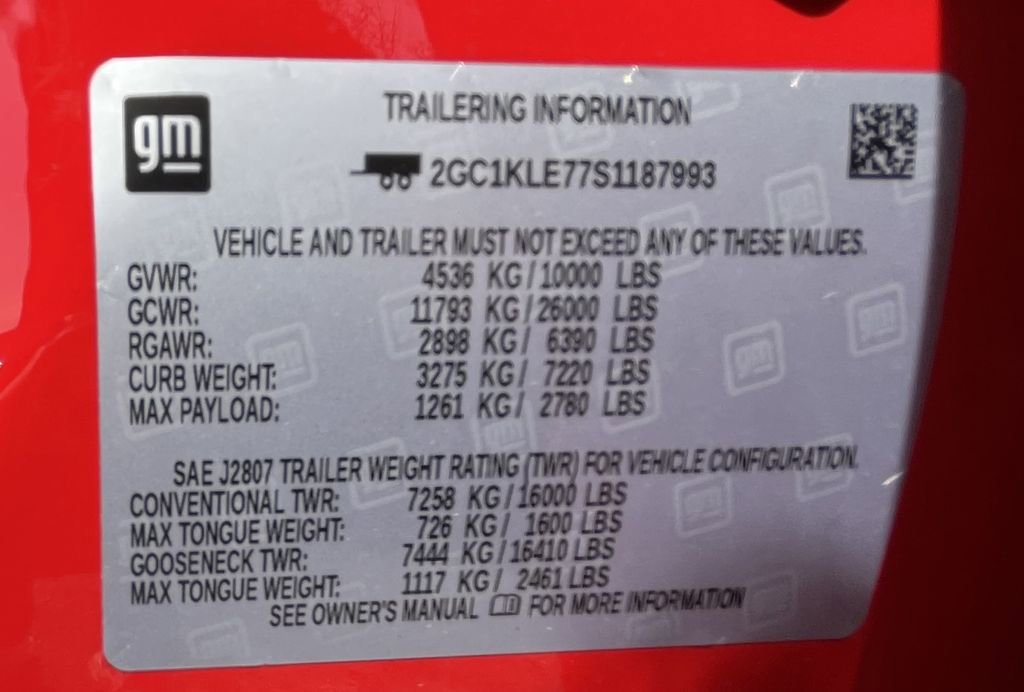 gm
TRAILERING INFORMATION
2GC1KLE77S1187993
VEHICLE AND TRAILER MUST NOT EXCEED ANY OF THESE VALUES.
GVWR: 4536 KG/10000 LBS
GCWR: 11793 KG/26000 LBS
RGAWR: 2898 KG/ 6390 LBS
CURB WEIGHT: 3275 KG/ 7220 LBS
MAX PAYLOAD: 1261 KG/ 2780 LBS
SAE J2807 TRAILER WEIGHT RATING (TWR) FOR VEHICLE CONFIGURATION.
CONVENTIONAL TWR: 7258 KG/16000 LBS
MAX TONGUE WEIGHT: 726 KG/ 1600 LBS
GOOSENECK TWR: 7444 KG/16410 LBS
MAX TONGUE WEIGHT: 1117 KG/ 2461 LBS
SEE OWNER'S MANUAL FOR MORE INFORMATION